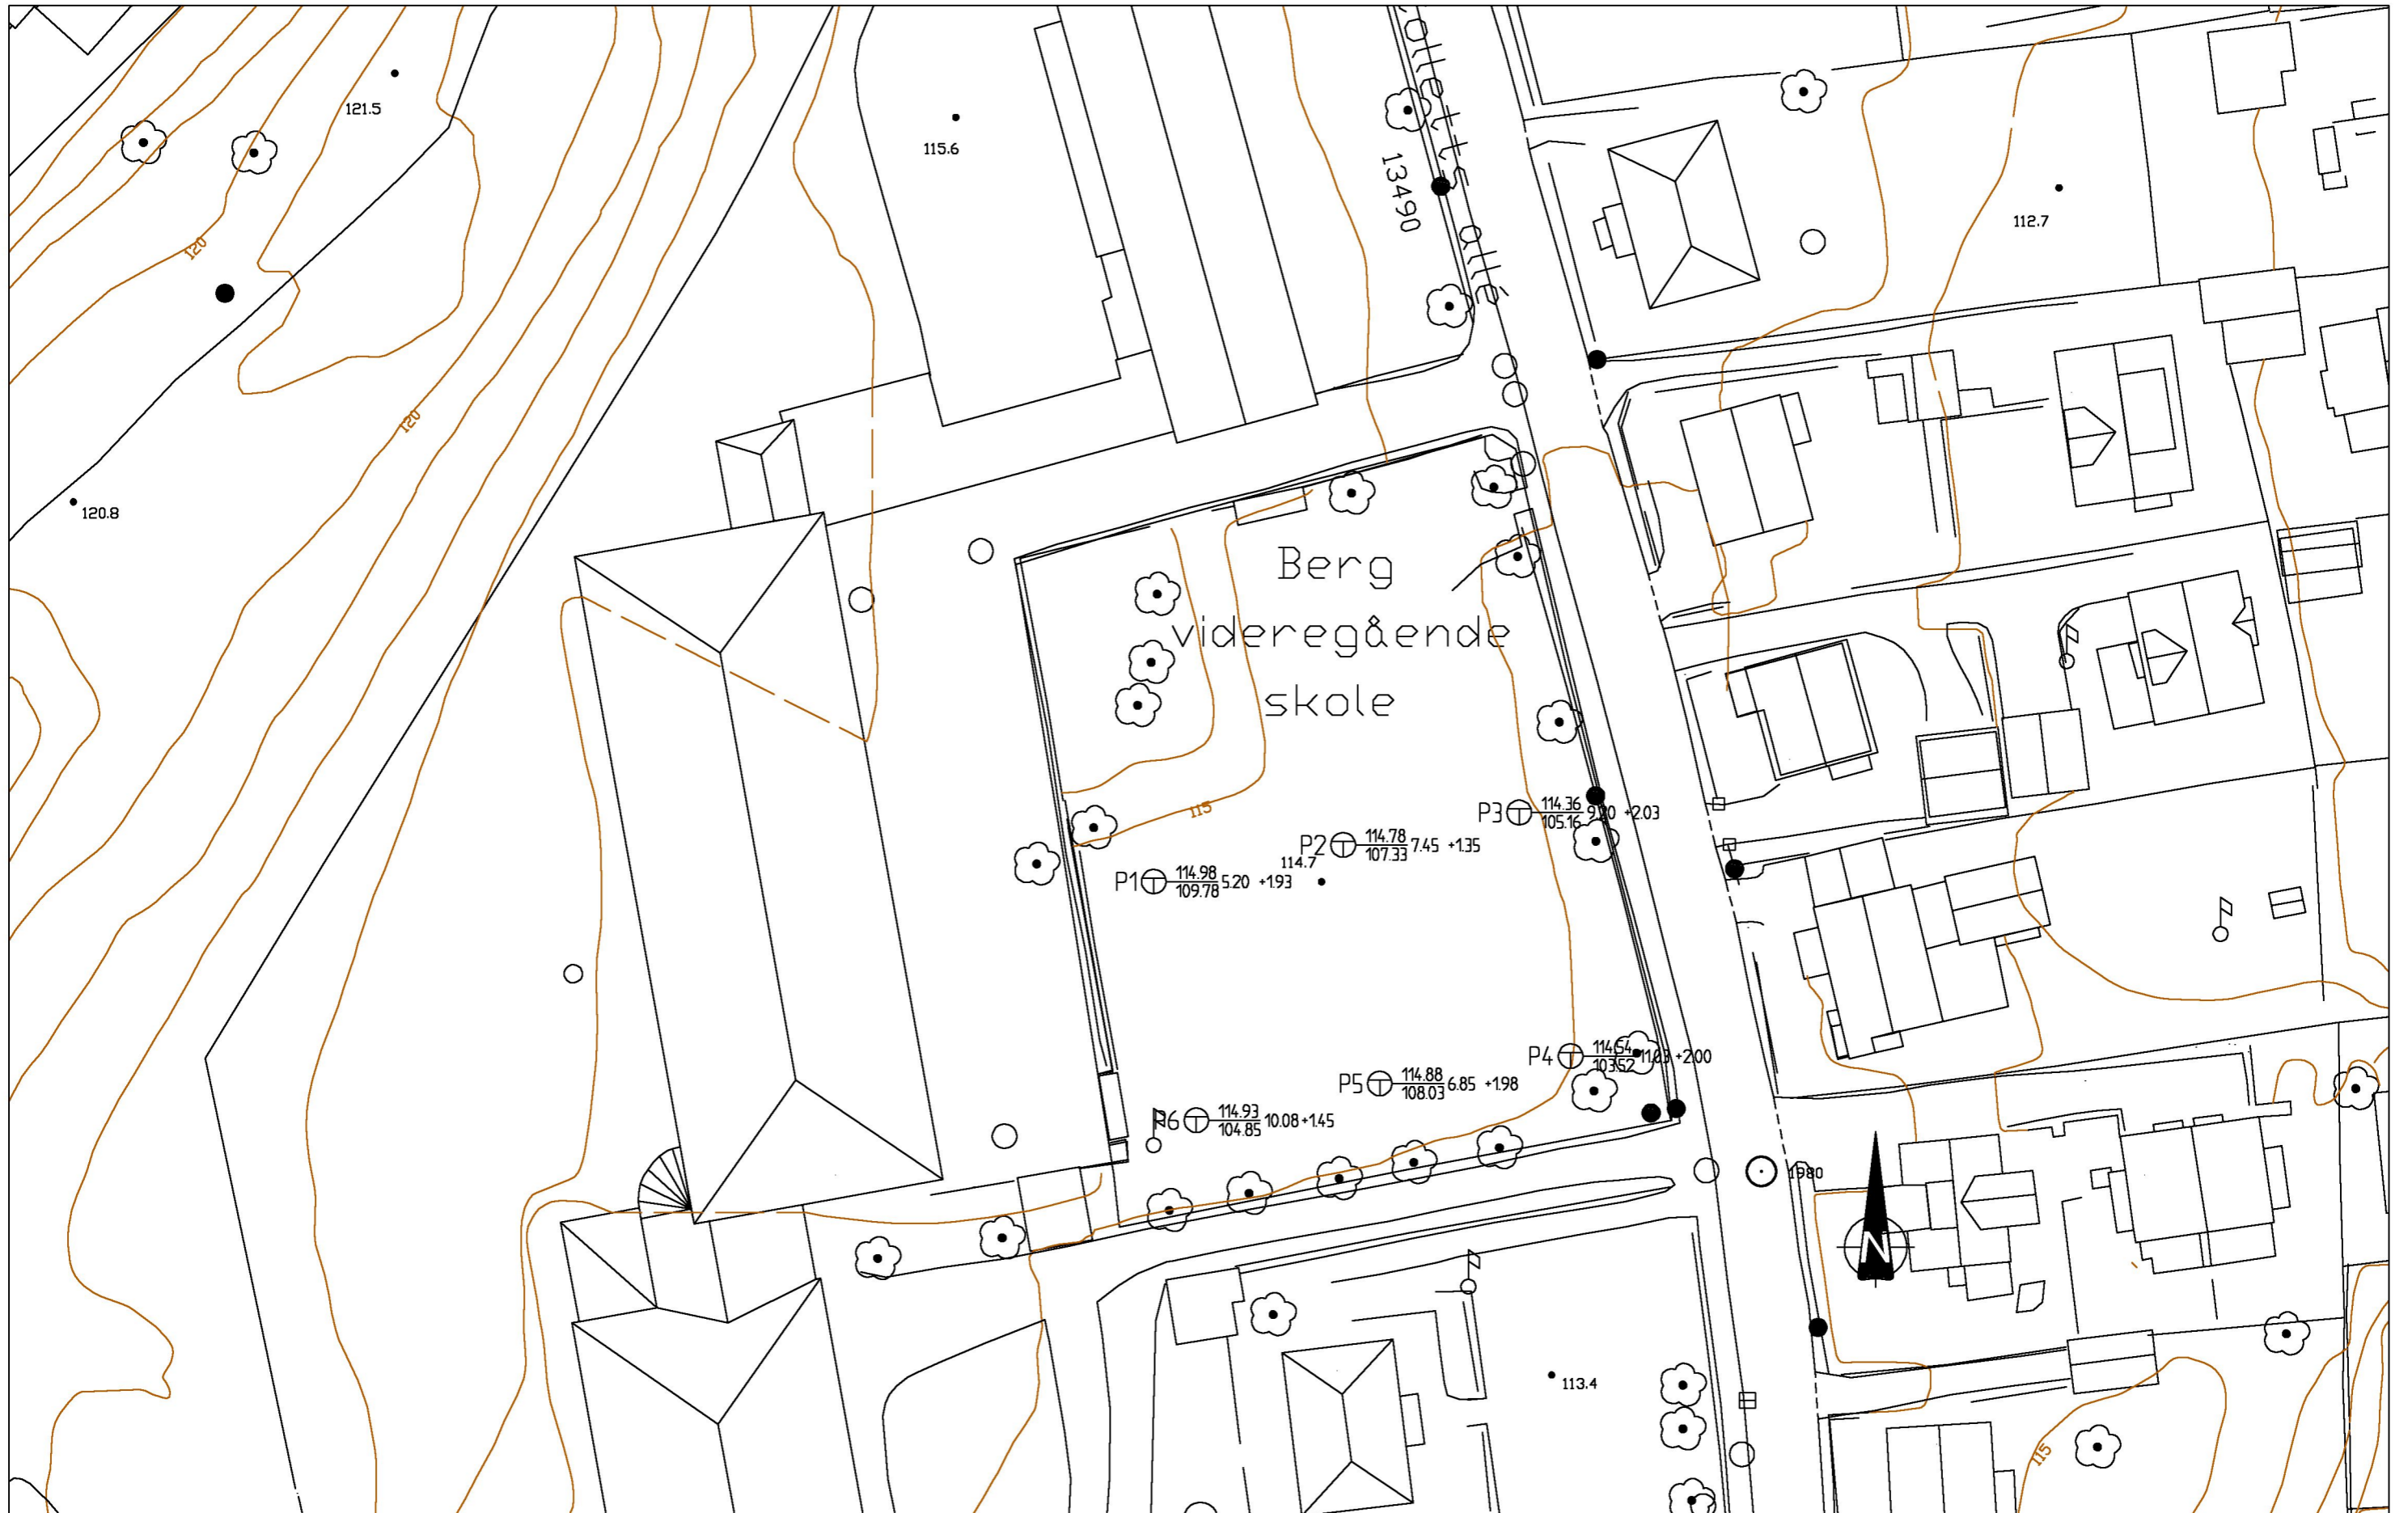 121.5
115.6
13490
112.7
120
120
120.8
Berg
videregående
skole
115
P3 114.36 105.16 9.20 +2.03
P2 114.78 107.33 7.45 +1.35
114.7
P1 114.98 109.78 5.20 +1.93
P4 114.54 103.52 11.03 +2.00
P5 114.88 108.03 6.85 +1.98
P6 114.93 104.85 10.08 +1.45
1980
N
113.4
115